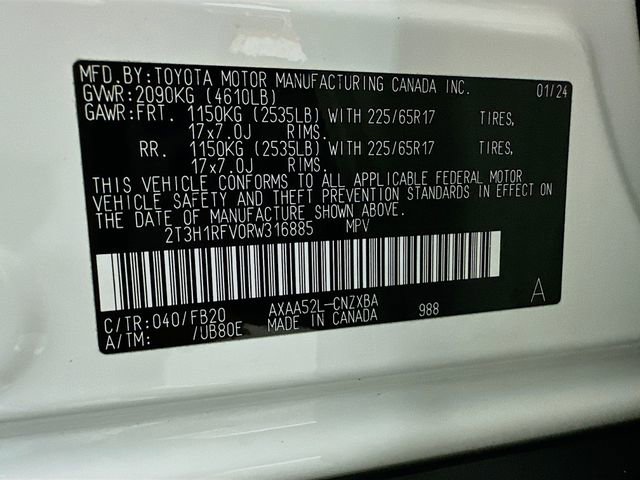 MFD.BY:TOYOTA MOTOR MANUFACTURING CANADA INC. 01/24
GVWR:2090KG (4610LB)
GAWR:FRT. 1150KG (2535LB) WITH 225/65R17 TIRES,
17x7.0J RIMS.
RR. 1150KG (2535LB) WITH 225/65R17 TIRES,
17x7.0J RIMS.
THIS VEHICLE CONFORMS TO ALL APPLICABLE FEDERAL MOTOR
VEHICLE SAFETY AND THEFT PREVENTION STANDARDS IN EFFECT ON
THE DATE OF MANUFACTURE SHOWN ABOVE.
2T3H1RFV0RW316885 MPV
C/TR:040/FB20 AXAA52L-CNZXBA 988 A
A/TM: /UB80E MADE IN CANADA